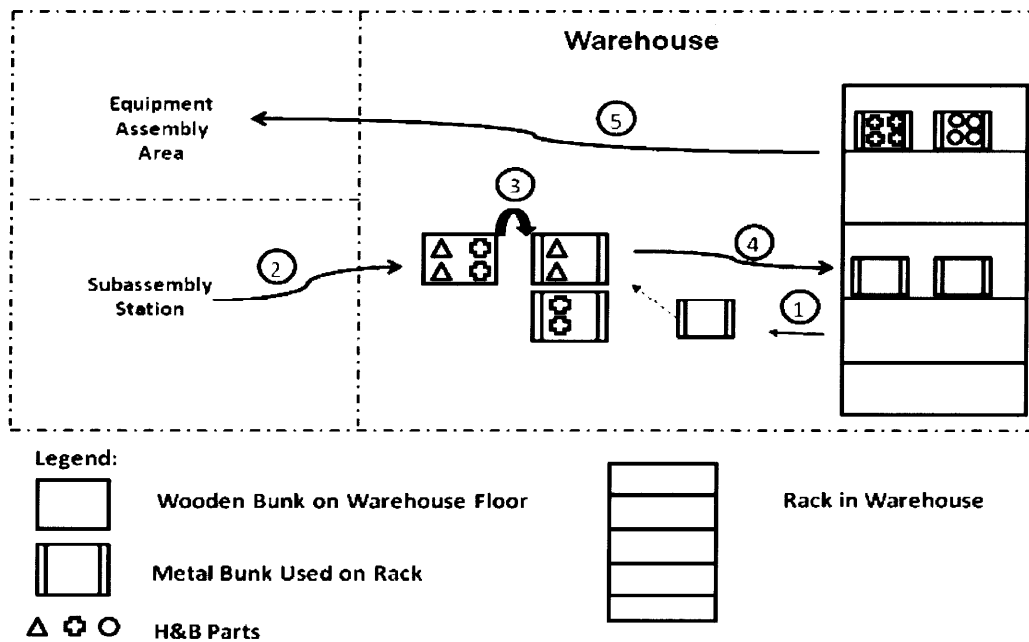 Warehouse
Equipment
Assembly
Area
5
3
2
4
1
Subassembly
Station
Legend:
Wooden Bunk on Warehouse Floor
Rack in Warehouse
Metal Bunk Used on Rack
H&B Parts